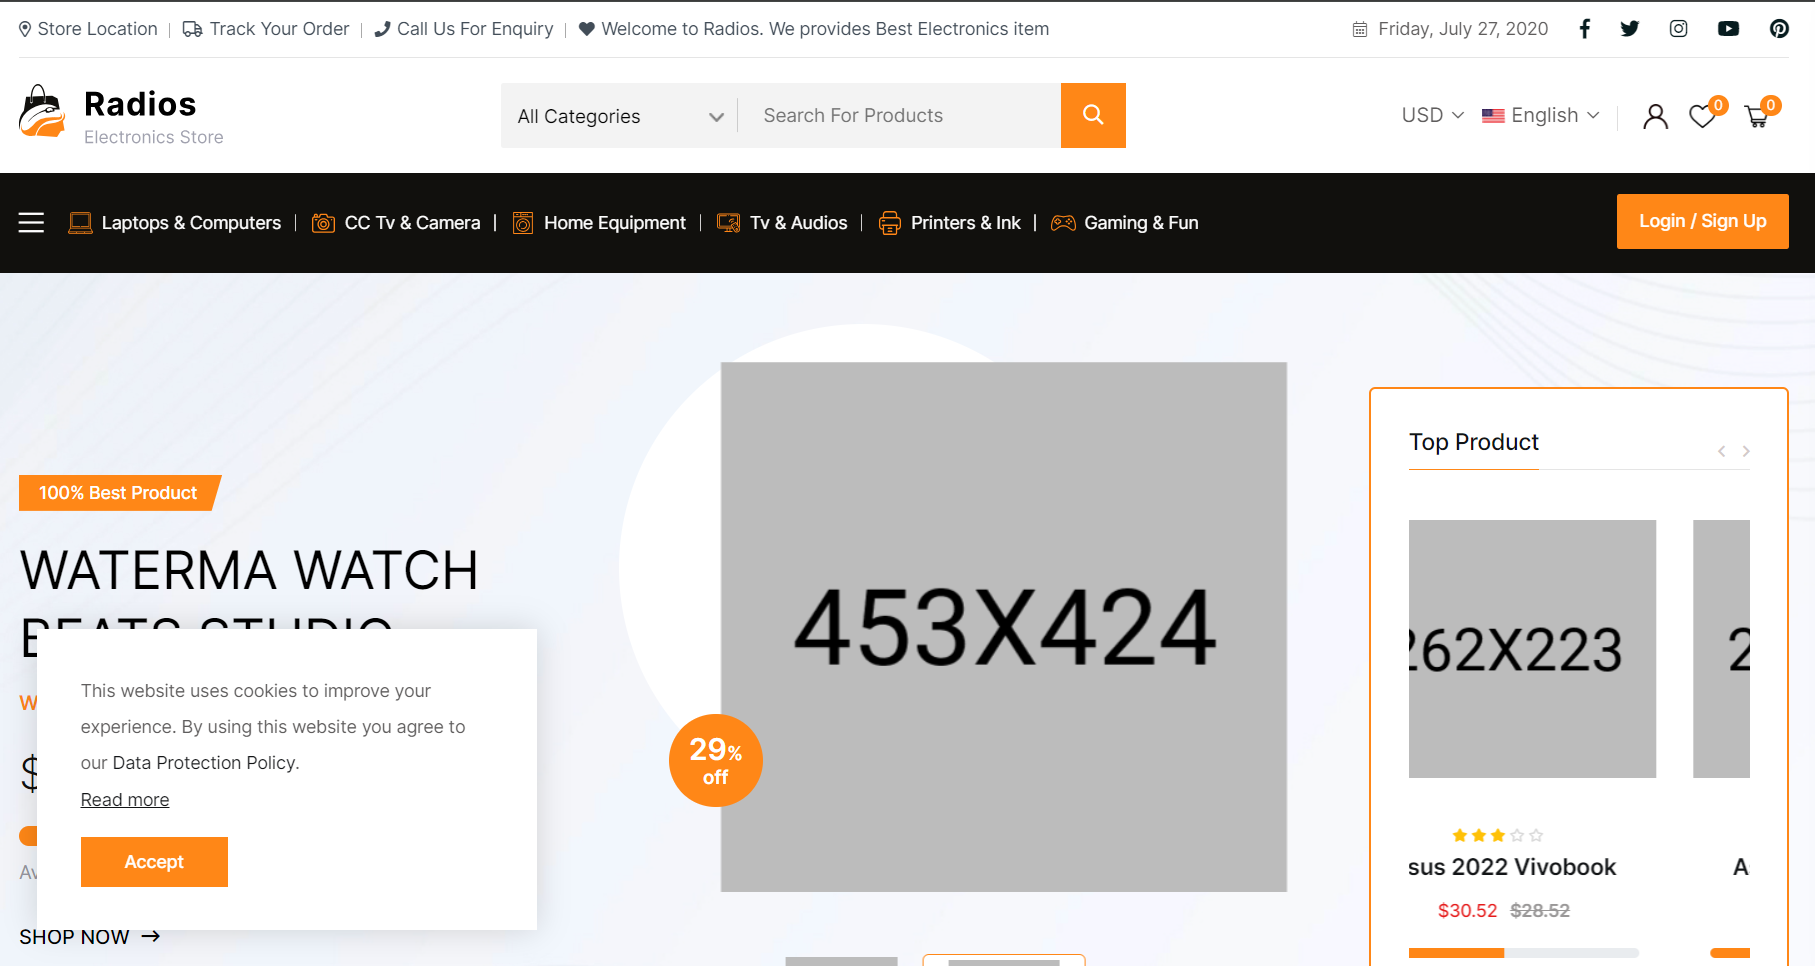 Store Location
Track Your Order
Call Us For Enquiry
Welcome to Radios. We provides Best Electronics item
Friday, July 27, 2020
Radios
Electronics Store
All Categories
Search For Products
USD
English
0
0
Laptops & Computers
CC Tv & Camera
Home Equipment
Tv & Audios
Printers & Ink
Gaming & Fun
Login / Sign Up
100% Best Product
WATERMA WATCH
BEATS STUDIO
$
This website uses cookies to improve your
experience. By using this website you agree to
our Data Protection Policy.
Read more
Accept
SHOP NOW
453X424
29%
off
Top Product
262X223
2
sus 2022 Vivobook
A
$30.52 $28.52